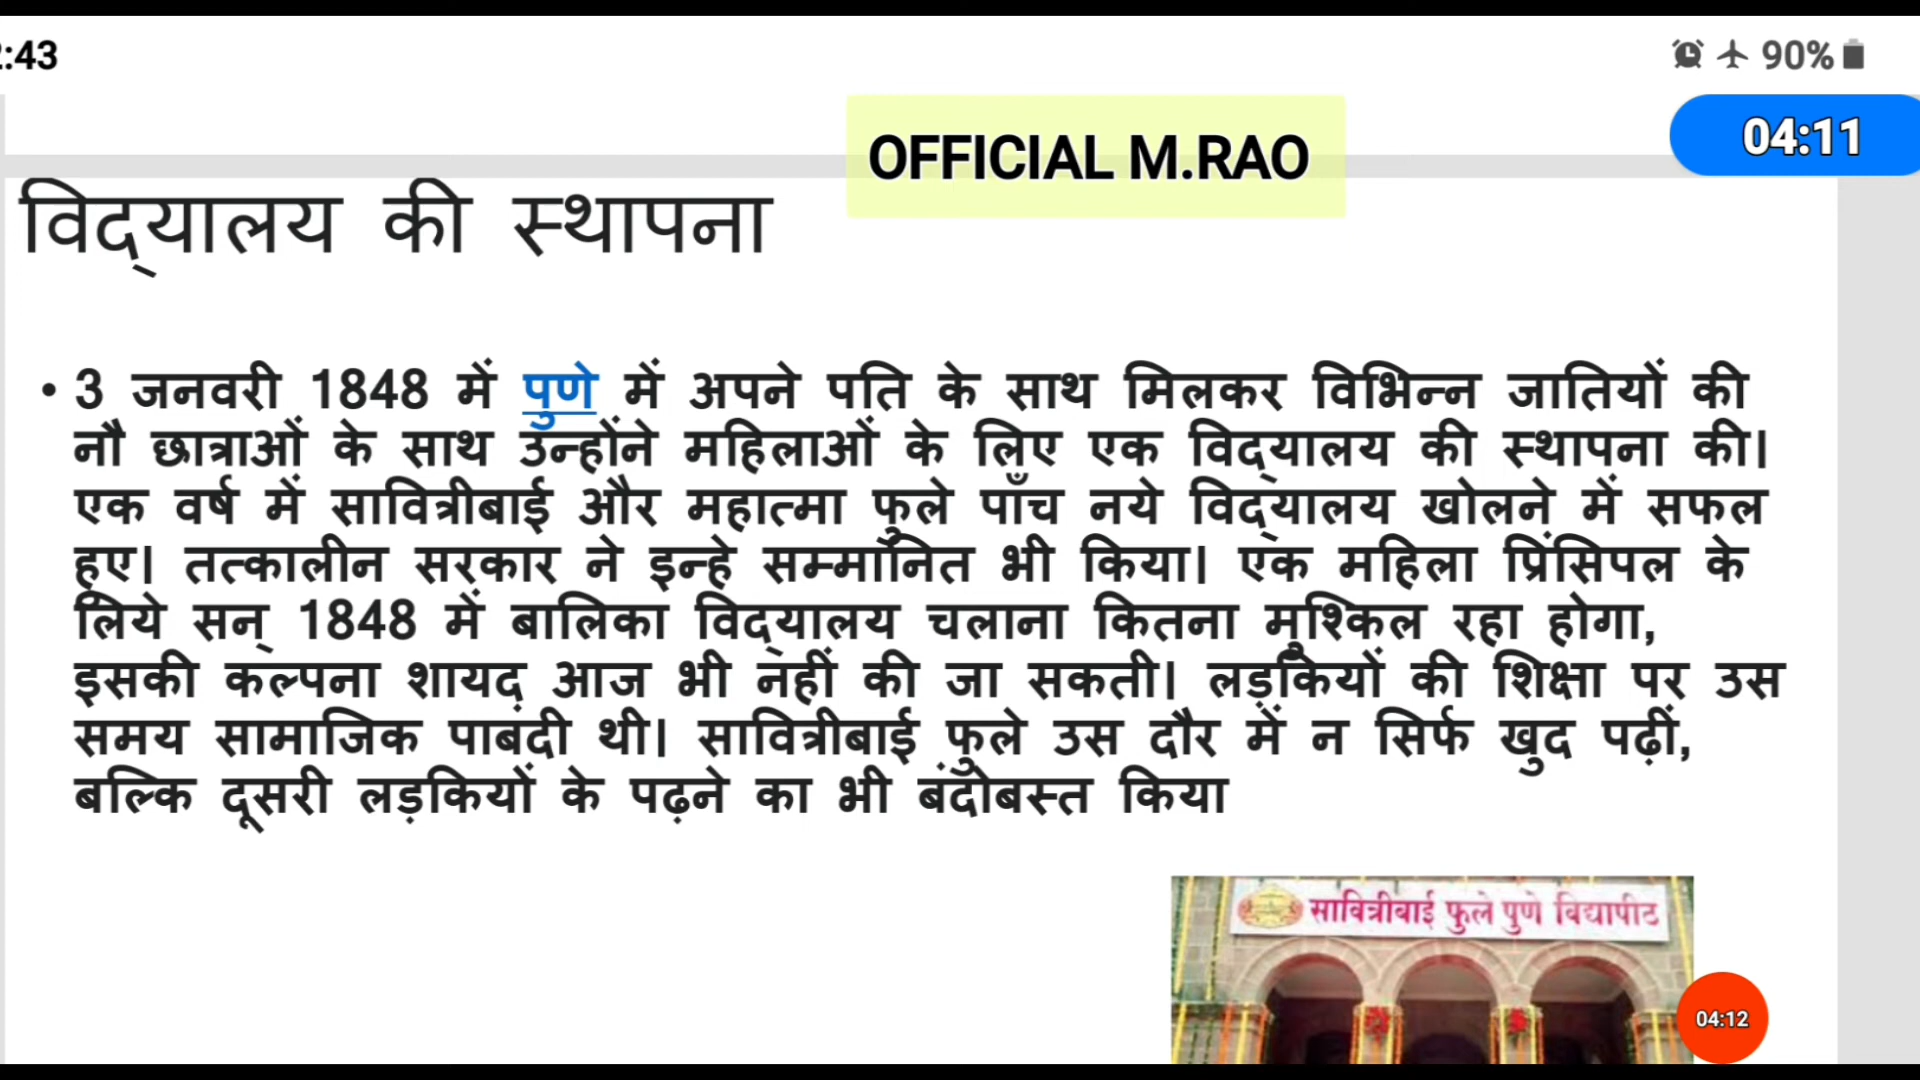 :43
90%
OFFICIAL M.RAO
04:11
विद्यालय की स्थापना
• 3 जनवरी 1848 में पुणे में अपने पति के साथ मिलकर विभिन्न जातियों की
नौ छात्राओं के साथ उन्होंने महिलाओं के लिए एक विद्यालय की स्थापना की।
एक वर्ष में सावित्रीबाई और महात्मा फुले पाँच नये विद्यालय खोलने में सफल
हुए। तत्कालीन सरकार ने इन्हे सम्मानित भी किया। एक महिला प्रिंसिपल के
लिये सन् 1848 में बालिका विद्यालय चलाना कितना मुश्किल रहा होगा,
इसकी कल्पना शायद आज भी नहीं की जा सकती। लड़कियों की शिक्षा पर उस
समय सामाजिक पाबंदी थी। सावित्रीबाई फुले उस दौर में न सिर्फ खुद पढ़ीं,
बल्कि दूसरी लड़कियों के पढ़ने का भी बंदोबस्त किया
सावित्रीबाई फुले पुणे विद्यापीठ
04:12